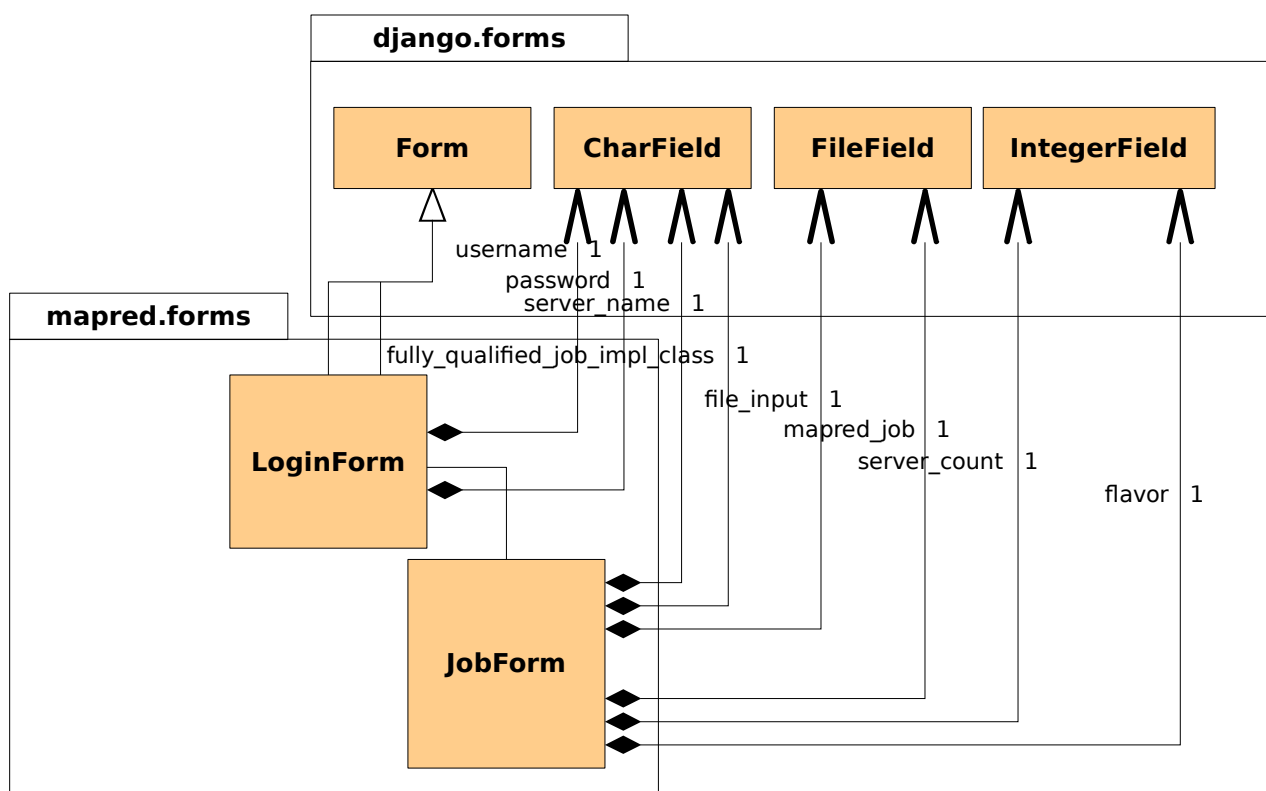 django.forms
Form
CharField
FileField
IntegerField
username 1
password 1
server_name 1
mapred.forms
fully_qualified_job_impl_class 1
file_input 1
mapred_job 1
server_count 1
LoginForm
flavor 1
JobForm